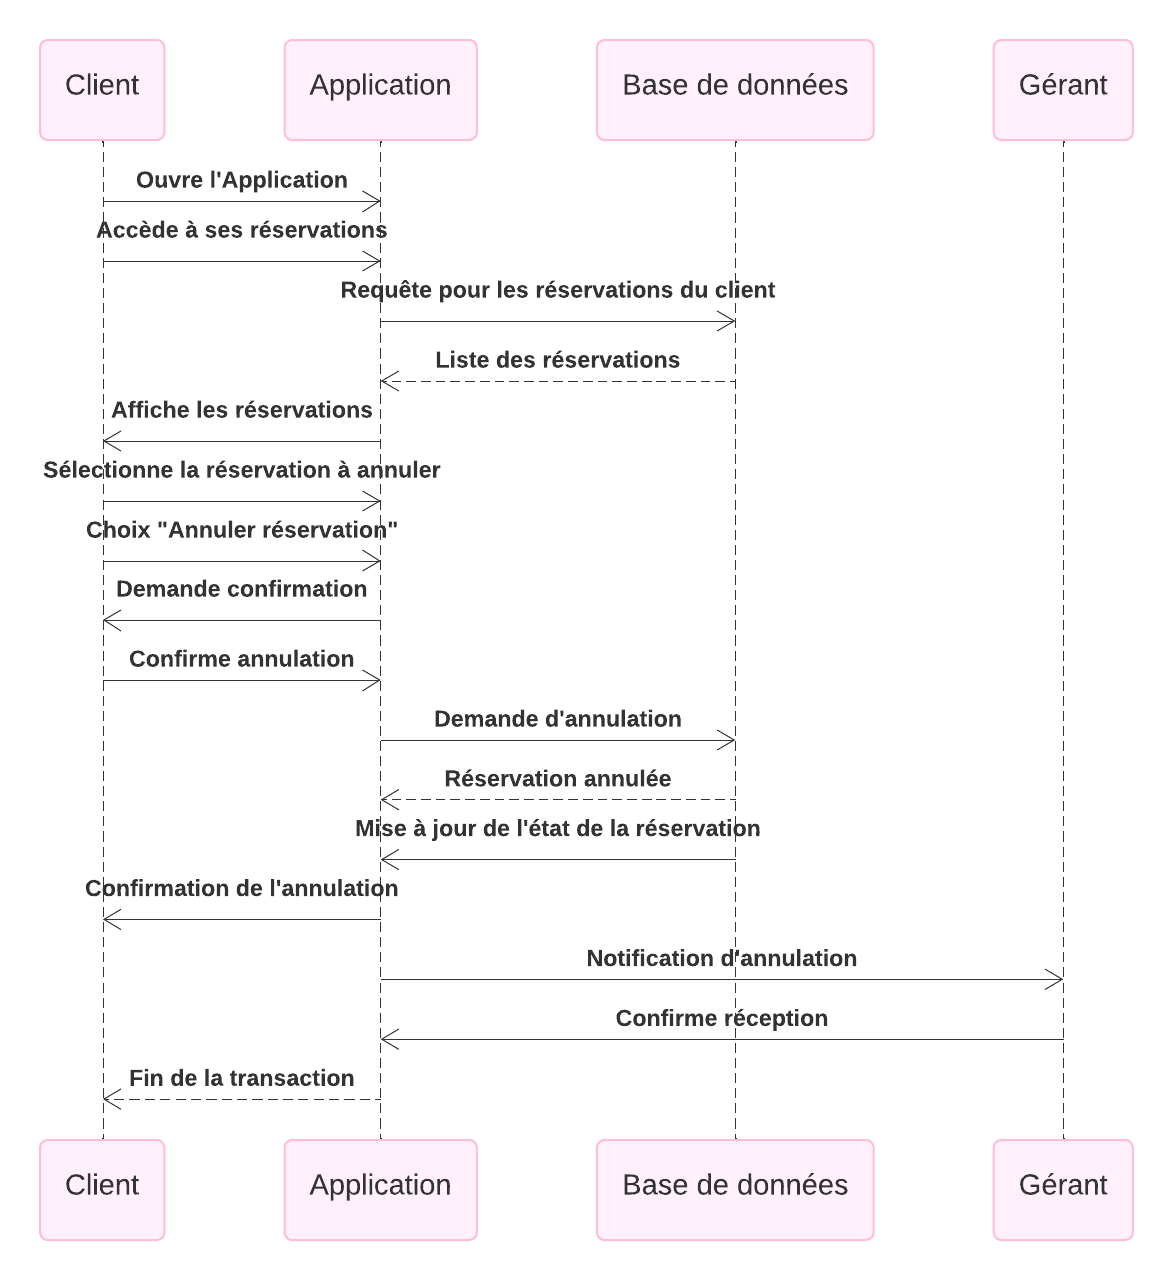 Client
Application
Base de données
Gérant
Ouvre l'Application
Accède à ses réservations
Requête pour les réservations du client
Liste des réservations
Affiche les réservations
Sélectionne la réservation à annuler
Choix "Annuler réservation"
Demande confirmation
Confirme annulation
Demande d'annulation
Réservation annulée
Mise à jour de l'état de la réservation
Confirmation de l'annulation
Notification d'annulation
Confirme réception
Fin de la transaction
Client
Application
Base de données
Gérant